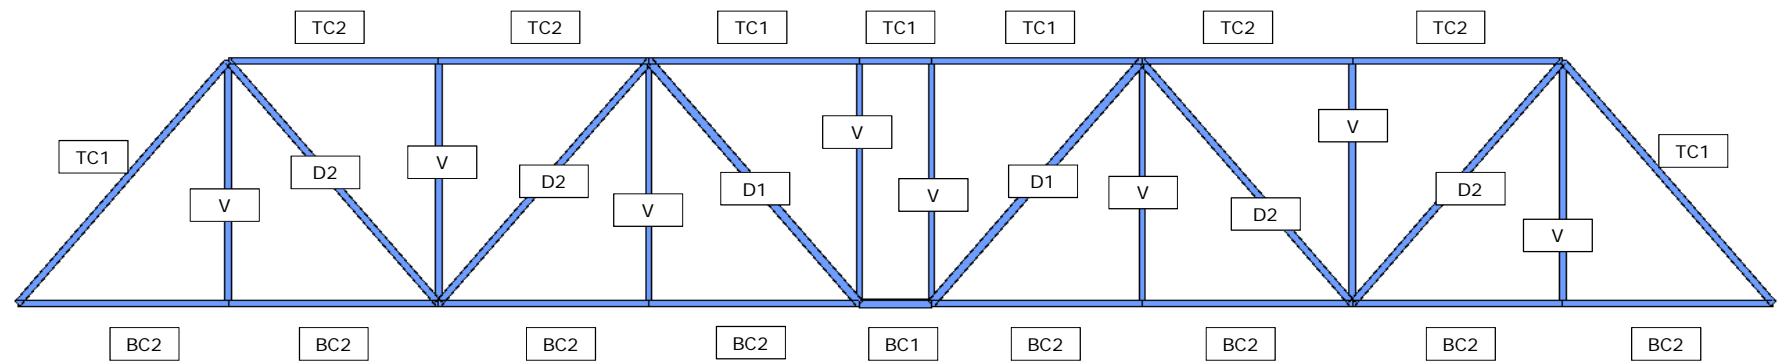 TC2 TC2 TC1 TC1 TC1 TC2 TC2
TC1 D2 V D2 V D1 V V D1 V D2 V D2 V TC1
V
BC2 BC2 BC2 BC2 BC1 BC2 BC2 BC2 BC2